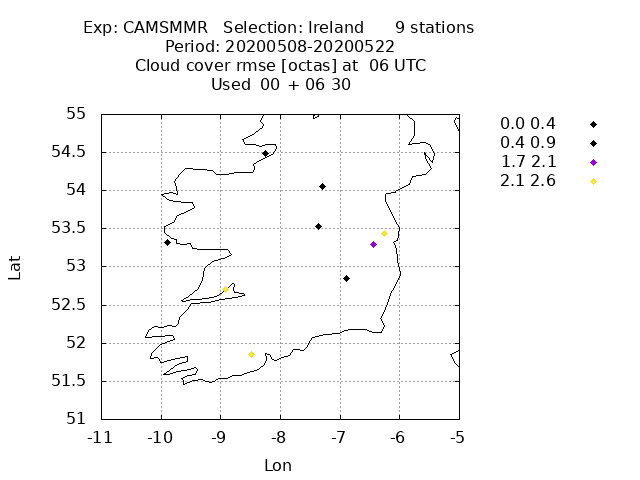 Exp: CAMSMMR   Selection: Ireland      9 stations
Period: 20200508-20200522
Cloud cover rmse [octas] at  06 UTC
Used  00 + 06 30
0.0 0.4
0.4 0.9
1.7 2.1
2.1 2.6
55
54.5
54
53.5
53
52.5
52
51.5
51
Lat
-11 -10 -9 -8 -7 -6 -5
Lon